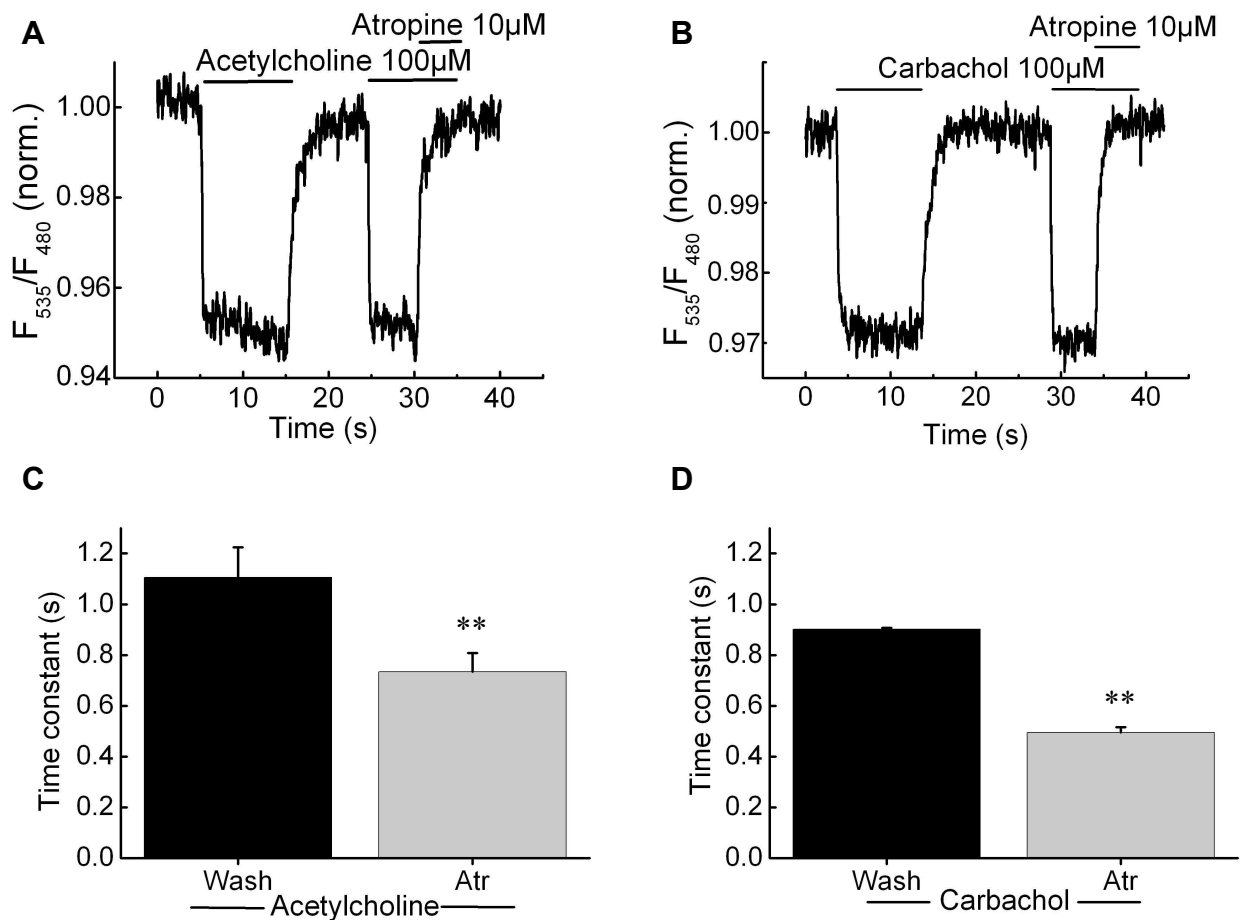 A
Atropine 10µM
Acetylcholine 100µM
F535/F480 (norm.)
1.00
0.98
0.96
0.94
0 10 20 30 40
Time (s)
B
Atropine 10µM
Carbachol 100µM
F535/F480 (norm.)
1.00
0.99
0.98
0.97
0 10 20 30 40
Time (s)
C
Time constant (s)
1.2
1.0
0.8
0.6
0.4
0.2
0.0
**
Wash Atr
Acetylcholine
D
Time constant (s)
1.2
1.0
0.8
0.6
0.4
0.2
0.0
**
Wash Atr
Carbachol